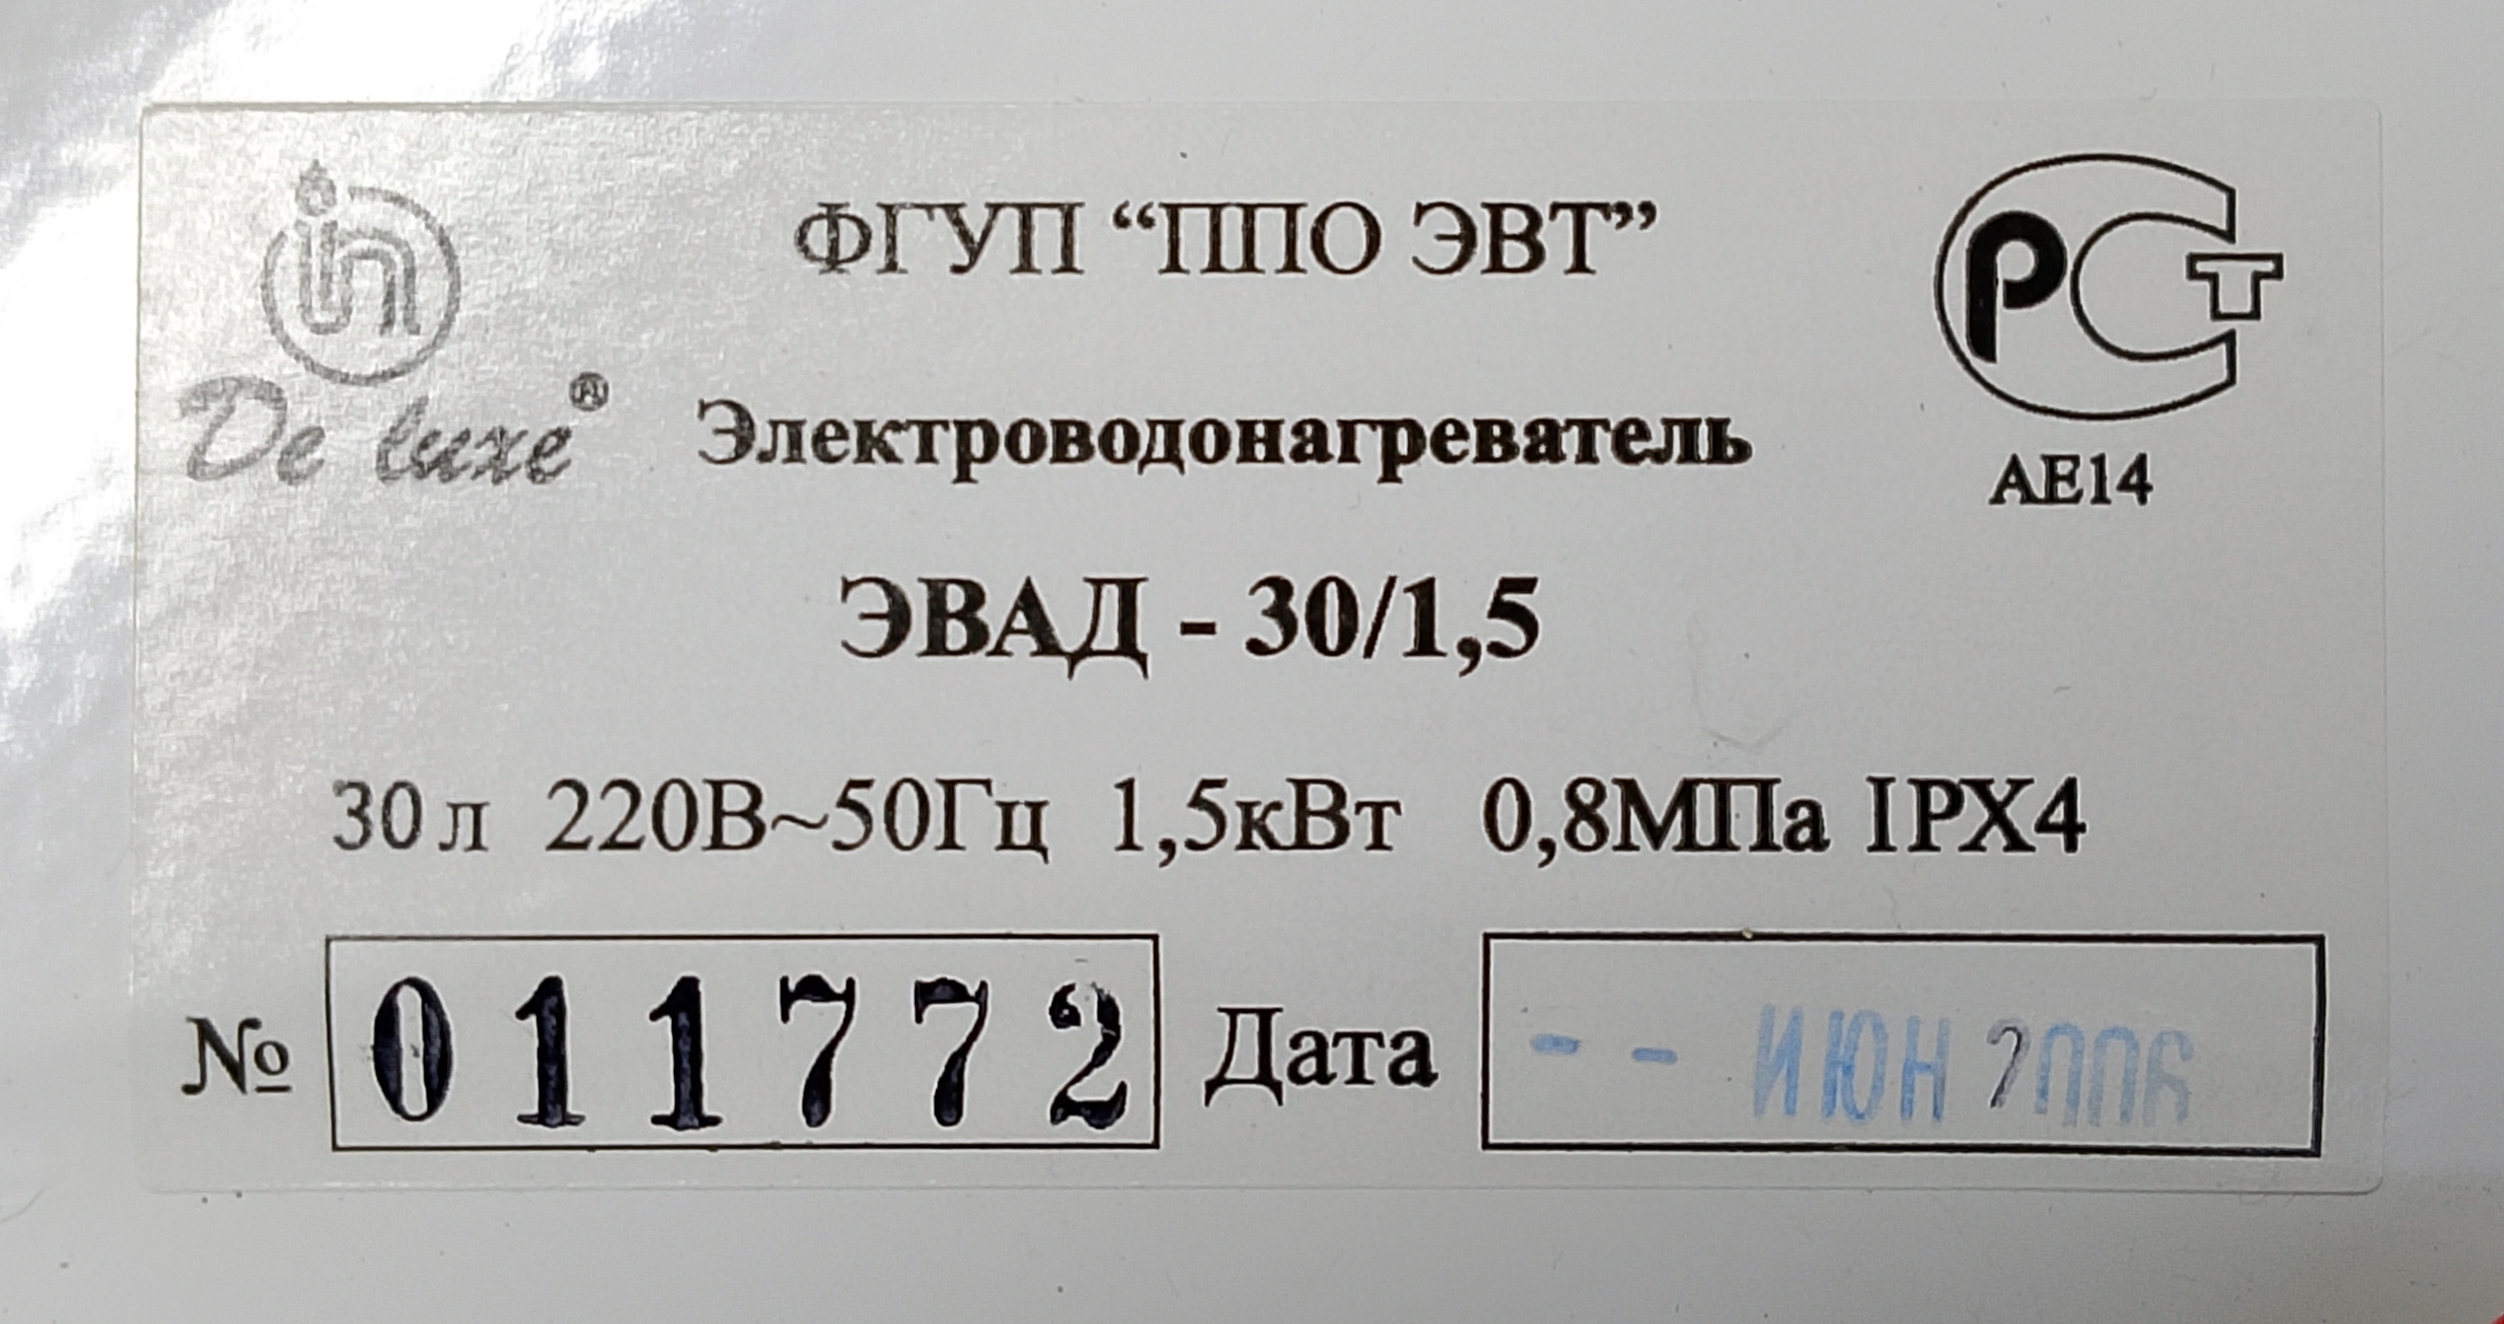 ФГУП “ППО ЭВТ”
De luxe®
Электроводонагреватель
РСТ
АЕ14
ЭВАД - 30/1,5
30 л 220В~50Гц 1,5кВт 0,8МПа IPX4
№ 011772 Дата - - ИЮН 2006